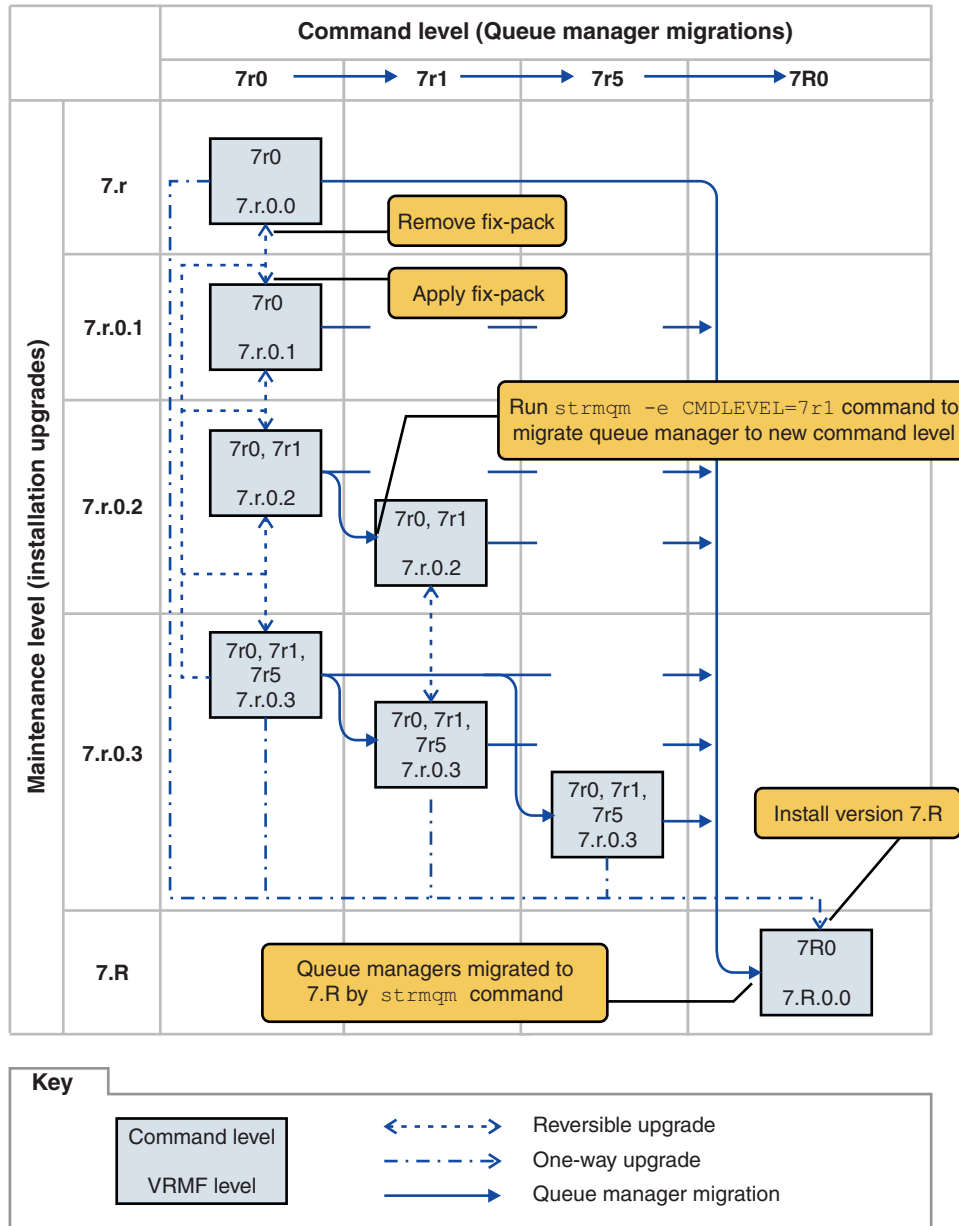 Command level (Queue manager migrations)
7r0
7r1
7r5
7R0
Maintenance level (installation upgrades)
7.r
7r0
7.r.0.0
Remove fix-pack
7.r.0.1
7r0
7.r.0.1
Apply fix-pack
7.r.0.2
7r0, 7r1
7.r.0.2
Run strmqm -e CMDLEVEL=7r1 command to
migrate queue manager to new command level
7r0, 7r1
7.r.0.2
7.r.0.3
7r0, 7r1,
7r5
7.r.0.3
7r0, 7r1,
7r5
7.r.0.3
7r0, 7r1,
7r5
7.r.0.3
Install version 7.R
7.R
Queue managers migrated to
7.R by strmqm command
7R0
7.R.0.0
Key
Command level
VRMF level
Reversible upgrade
One-way upgrade
Queue manager migration